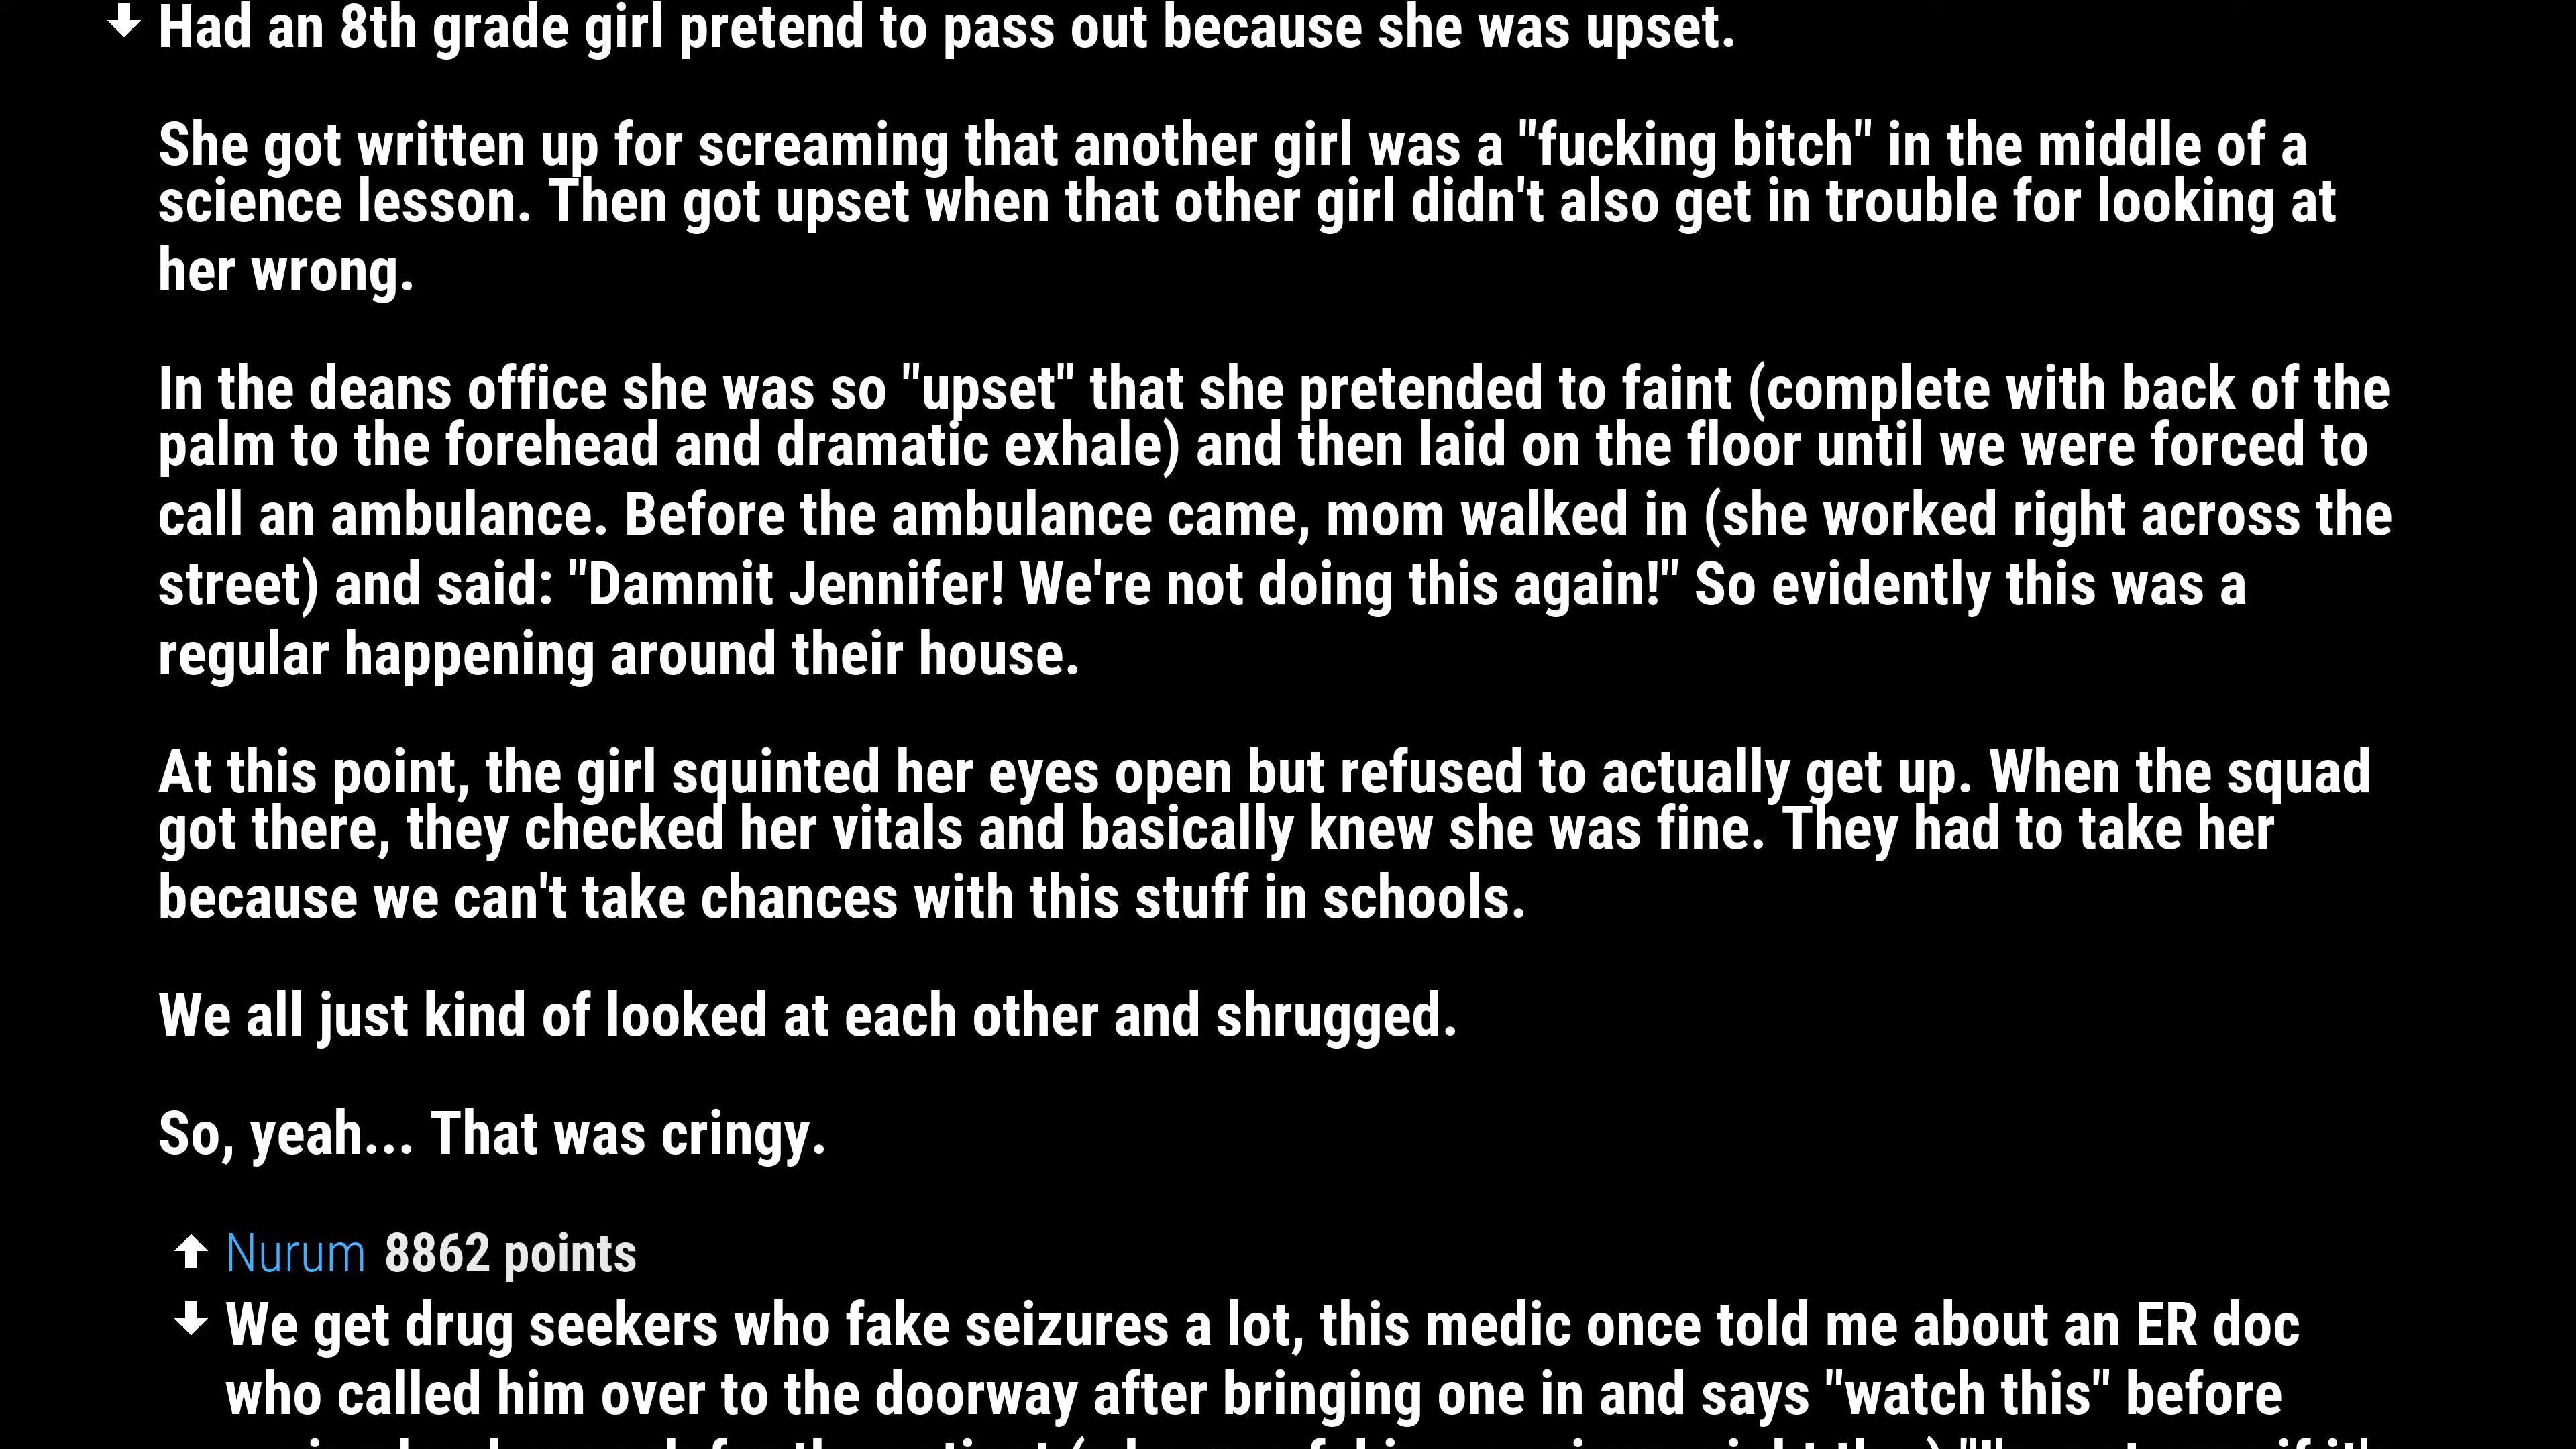 Had an 8th grade girl pretend to pass out because she was upset.
She got written up for screaming that another girl was a "fucking bitch" in the middle of a
science lesson. Then got upset when that other girl didn't also get in trouble for looking at
her wrong.
In the deans office she was so "upset" that she pretended to faint (complete with back of the
palm to the forehead and dramatic exhale) and then laid on the floor until we were forced to
call an ambulance. Before the ambulance came, mom walked in (she worked right across the
street) and said: "Dammit Jennifer! We're not doing this again!" So evidently this was a
regular happening around their house.
At this point, the girl squinted her eyes open but refused to actually get up. When the squad
got there, they checked her vitals and basically knew she was fine. They had to take her
because we can't take chances with this stuff in schools.
We all just kind of looked at each other and shrugged.
So, yeah... That was cringy.
Nurum 8862 points
We get drug seekers who fake seizures a lot, this medic once told me about an ER doc
who called him over to the doorway after bringing one in and says "watch this" before